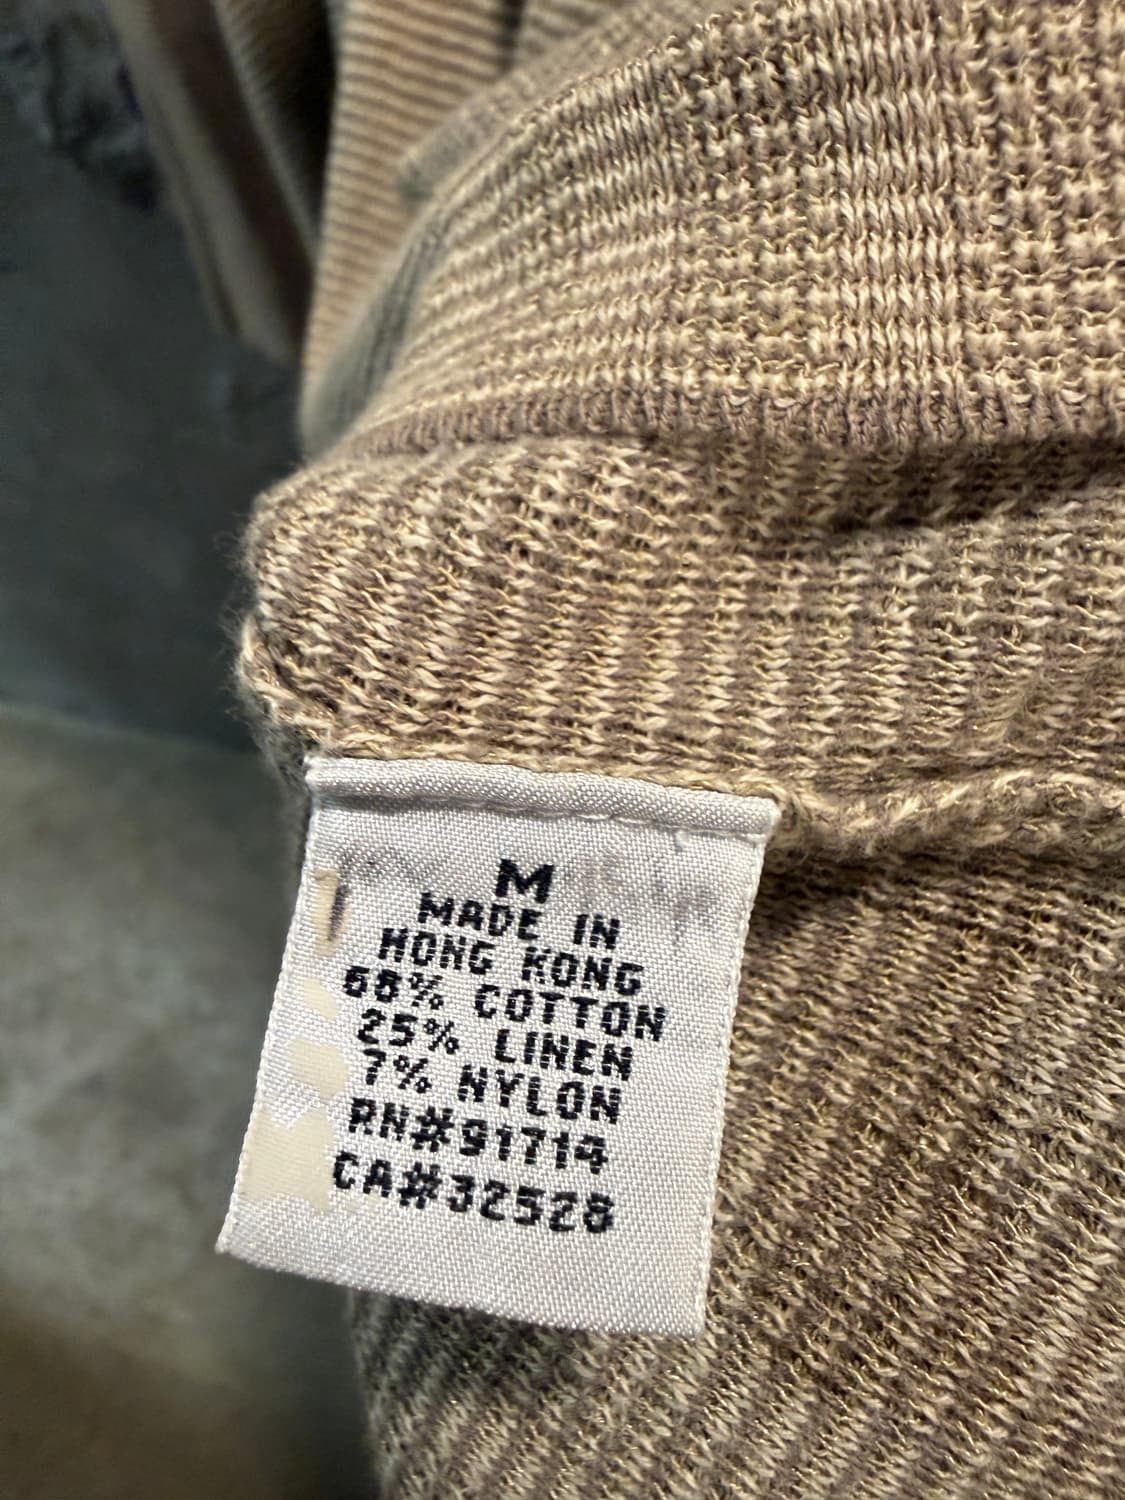 M
MADE IN
HONG KONG
68% COTTON
25% LINEN
7% NYLON
RN#91714
CA#32528